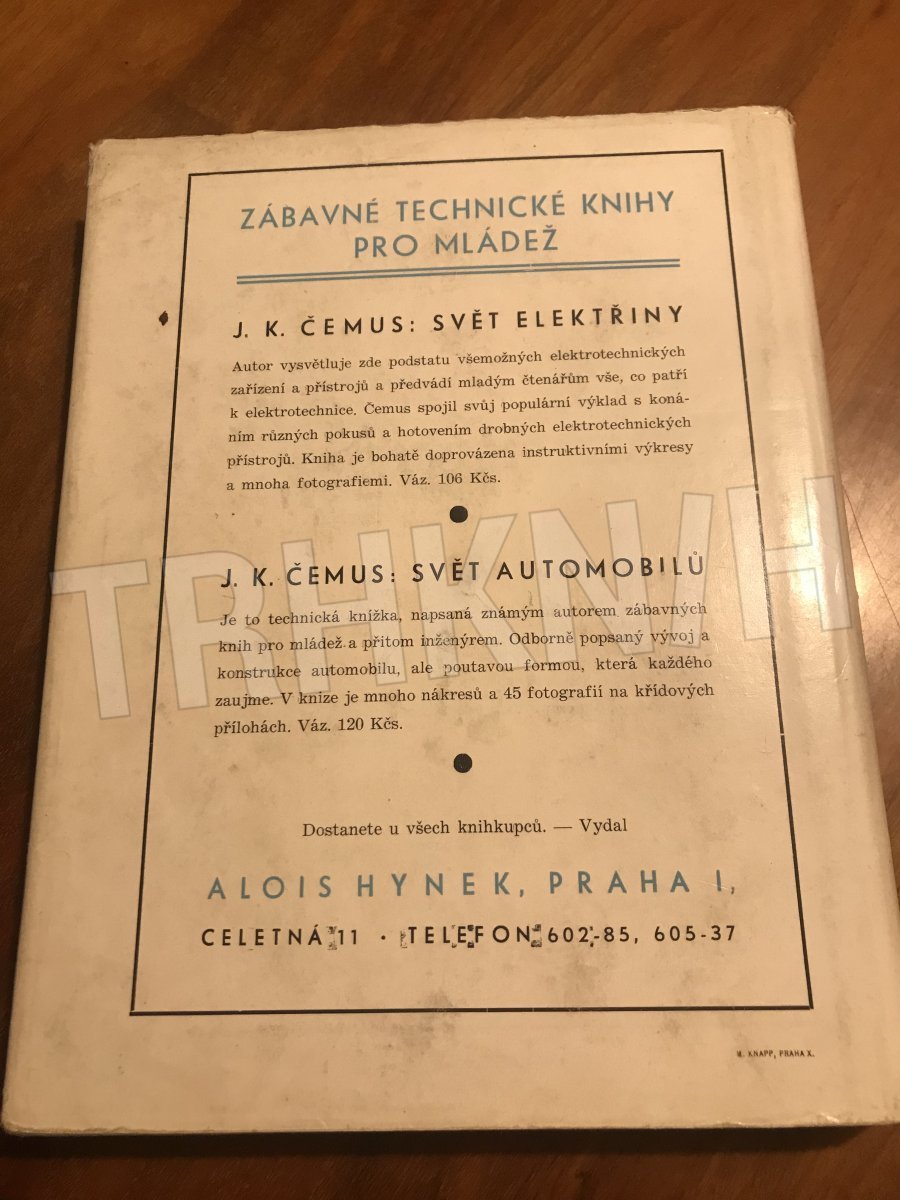 ZÁBAVNÉ TECHNICKÉ KNIHY
PRO MLÁDEŽ
J. K. ČEMUS: SVĚT ELEKTŘINY
Autor vysvětluje zde podstatu všemožných elektrotechnických
zařízení a přístrojů a předvádí mladým čtenářům vše, co patří
k elektrotechnice. Čemus spojil svůj populární výklad s koná-
ním různých pokusů a hotovením drobných elektrotechnických
přístrojů. Kniha je bohatě doprovázena instruktivními výkresy
a mnoha fotografiemi. Váz. 106 Kčs.
●
TRHKNIH
J. K. ČEMUS: SVĚT AUTOMOBILŮ
Je to technická knížka, napsaná známým autorem zábavných
knih pro mládež a přitom inženýrem. Odborně popsaný vývoj a
konstrukce automobilu, ale poutavou formou, která každého
zaujme. V knize je mnoho nákresů a 45 fotografií na křídových
přílohách. Váz. 120 Kčs.
●
Dostanete u všech knihkupců. — Vydal
ALOIS HYNEK, PRAHA I,
CELETNÁ 11 · TELEFON 602-85, 605-37
M. KNAPP, PRAHA X.